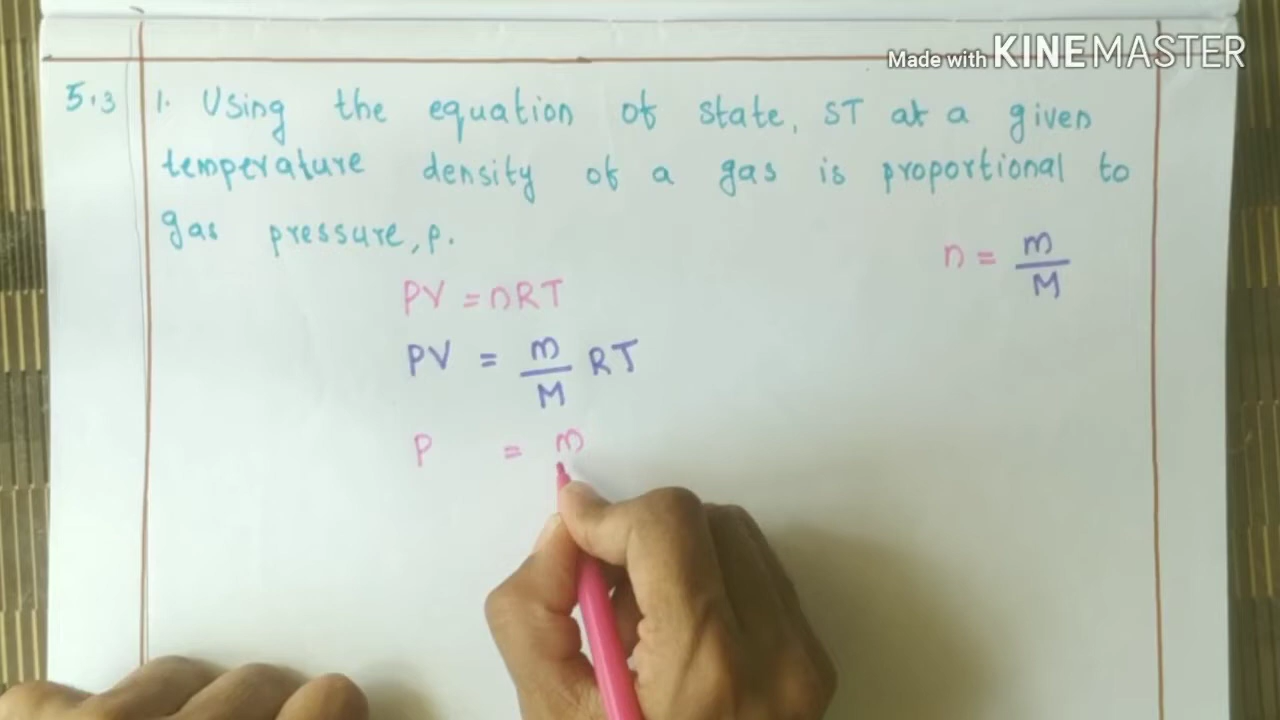 Made with KINEMASTER
5.3 1. Using the equation of state, ST at a given
temperature density of a gas is proportional to
gas pressure, p.
n = m/M
PV = nRT
PV = m/M RT
P = m